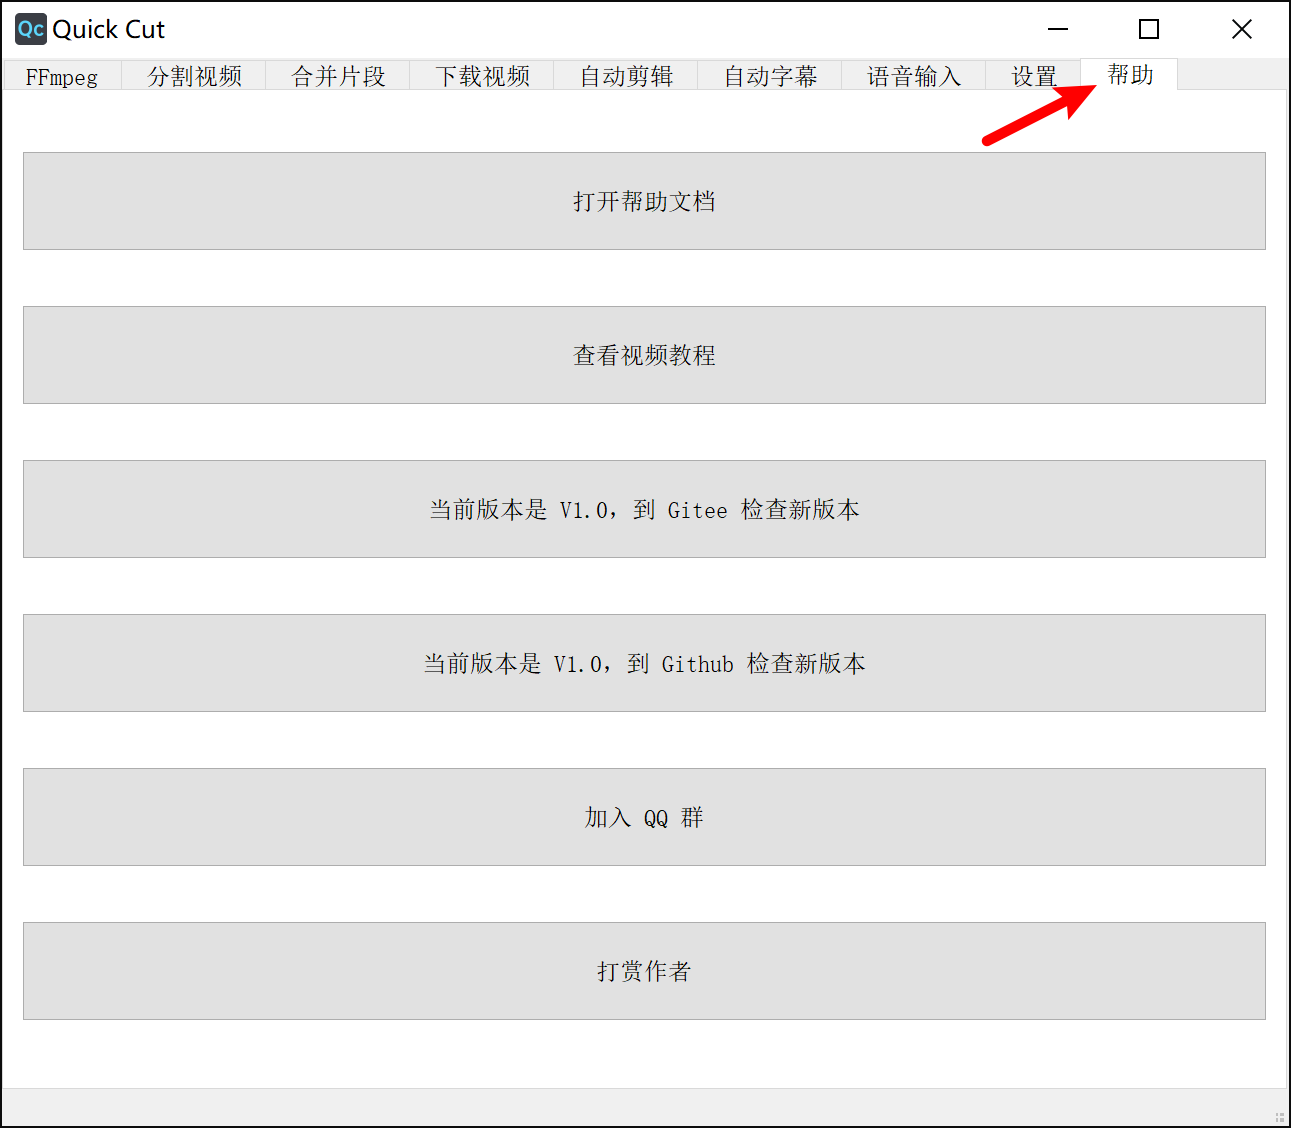 Qc Quick Cut
FFmpeg 分割视频 合并片段 下载视频 自动剪辑 自动字幕 语音输入 设置 帮助
打开帮助文档
查看视频教程
当前版本是 V1.0，到 Gitee 检查新版本
当前版本是 V1.0，到 Github 检查新版本
加入 QQ 群
打赏作者